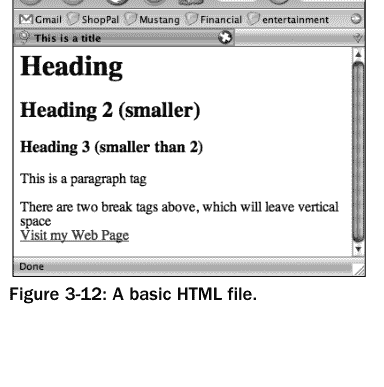 Gmail ShopPal Mustang Financial entertainment
This is a title
Heading
Heading 2 (smaller)
Heading 3 (smaller than 2)
This is a paragraph tag
There are two break tags above, which will leave vertical
space
Visit my Web Page
Done
Figure 3-12: A basic HTML file.